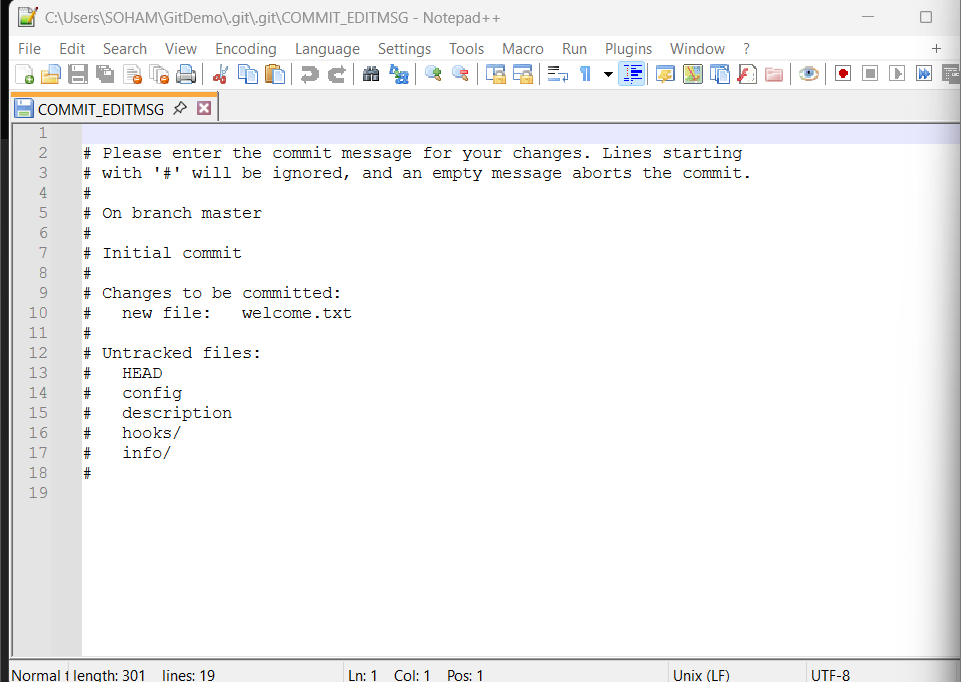 C:\Users\SOHAM\GitDemo\.git\.git\COMMIT_EDITMSG - Notepad++
File Edit Search View Encoding Language Settings Tools Macro Run Plugins Window ? +
COMMIT_EDITMSG
1
2 # Please enter the commit message for your changes. Lines starting
3 # with '#' will be ignored, and an empty message aborts the commit.
4 #
5 # On branch master
6 #
7 # Initial commit
8 #
9 # Changes to be committed:
10 # new file: welcome.txt
11 #
12 # Untracked files:
13 # HEAD
14 # config
15 # description
16 # hooks/
17 # info/
18 #
19
Normal t length: 301 lines: 19 Ln: 1 Col: 1 Pos: 1 Unix (LF) UTF-8